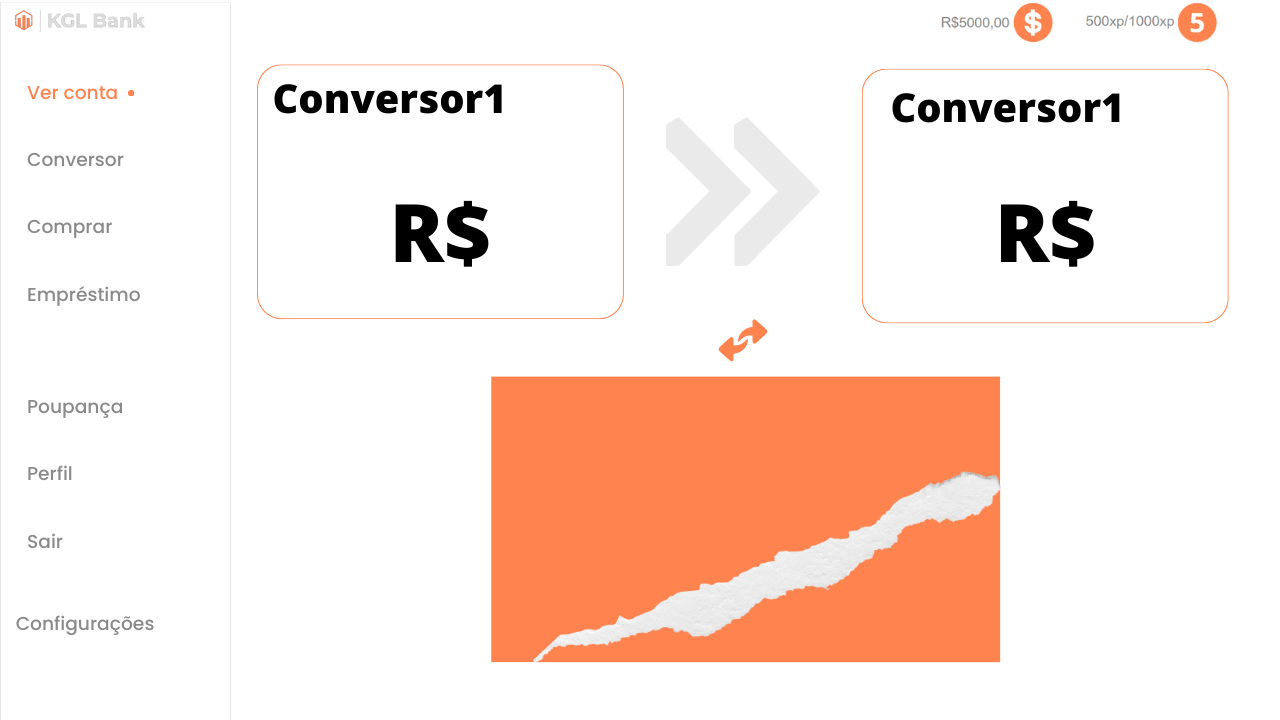 KGL Bank
R$5000,00
$
500xp/1000xp
5
Ver conta
Conversor
Comprar
Empréstimo
Poupança
Perfil
Sair
Configurações
Conversor1
R$
Conversor1
R$